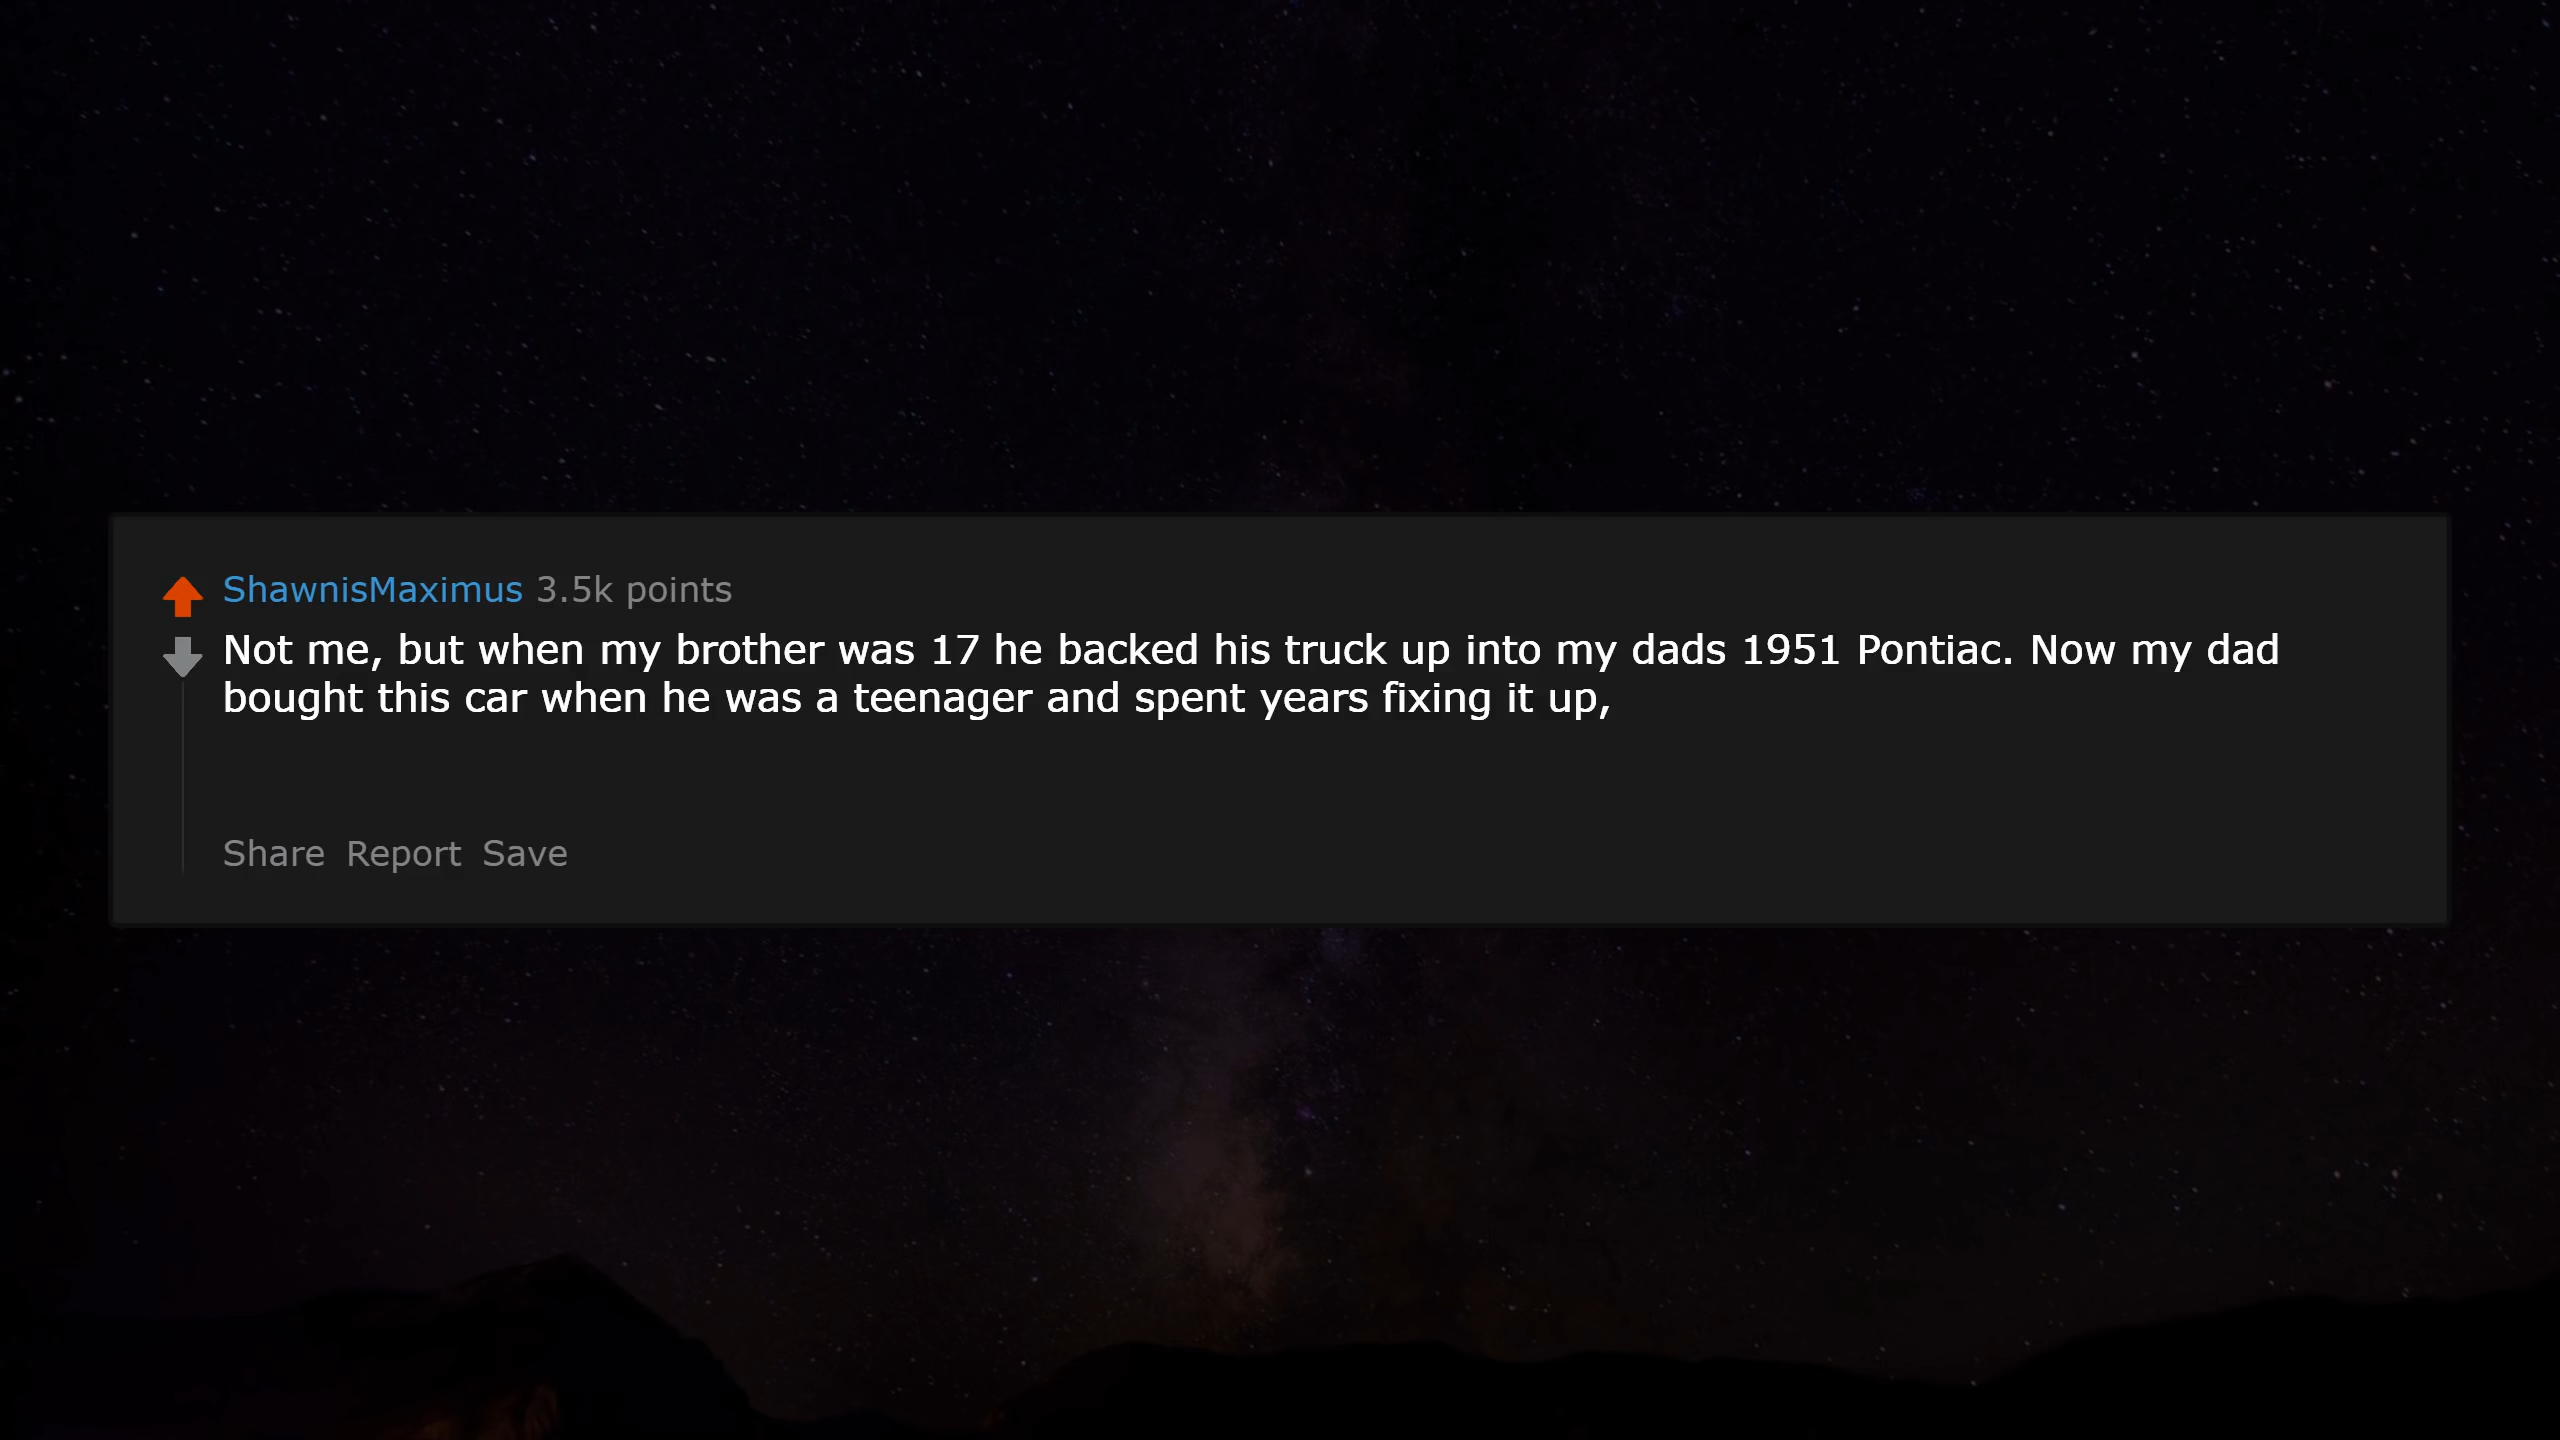 ShawnisMaximus 3.5k points
Not me, but when my brother was 17 he backed his truck up into my dads 1951 Pontiac. Now my dad
bought this car when he was a teenager and spent years fixing it up,
Share Report Save